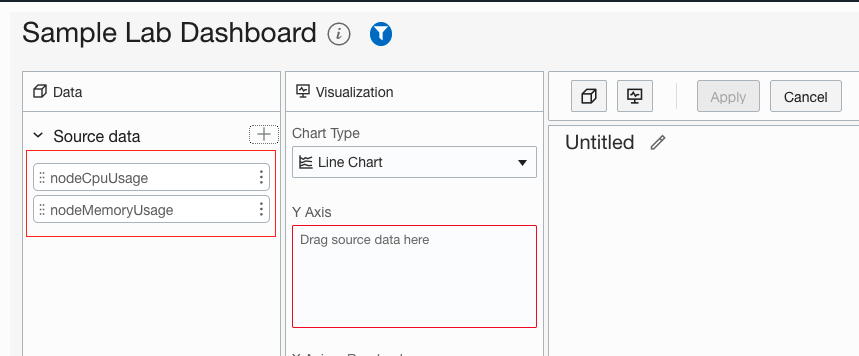 Sample Lab Dashboard
Data
Source data
nodeCpuUsage
nodeMemoryUsage
Visualization
Chart Type
Line Chart
Y Axis
Drag source data here
Apply
Cancel
Untitled